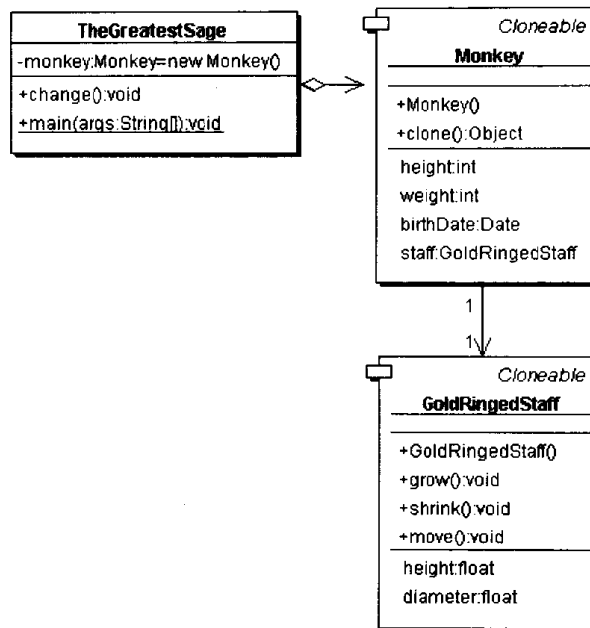 TheGreatestSage
-monkey:Monkey=new Monkey()
+change():void
+main(args:String[]):void
Cloneable
Monkey
+Monkey()
+clone():Object
height:int
weight:int
birthDate:Date
staff:GoldRingedStaff
1
1
Cloneable
GoldRingedStaff
+GoldRingedStaff()
+grow():void
+shrink():void
+move():void
height:float
diameter:float